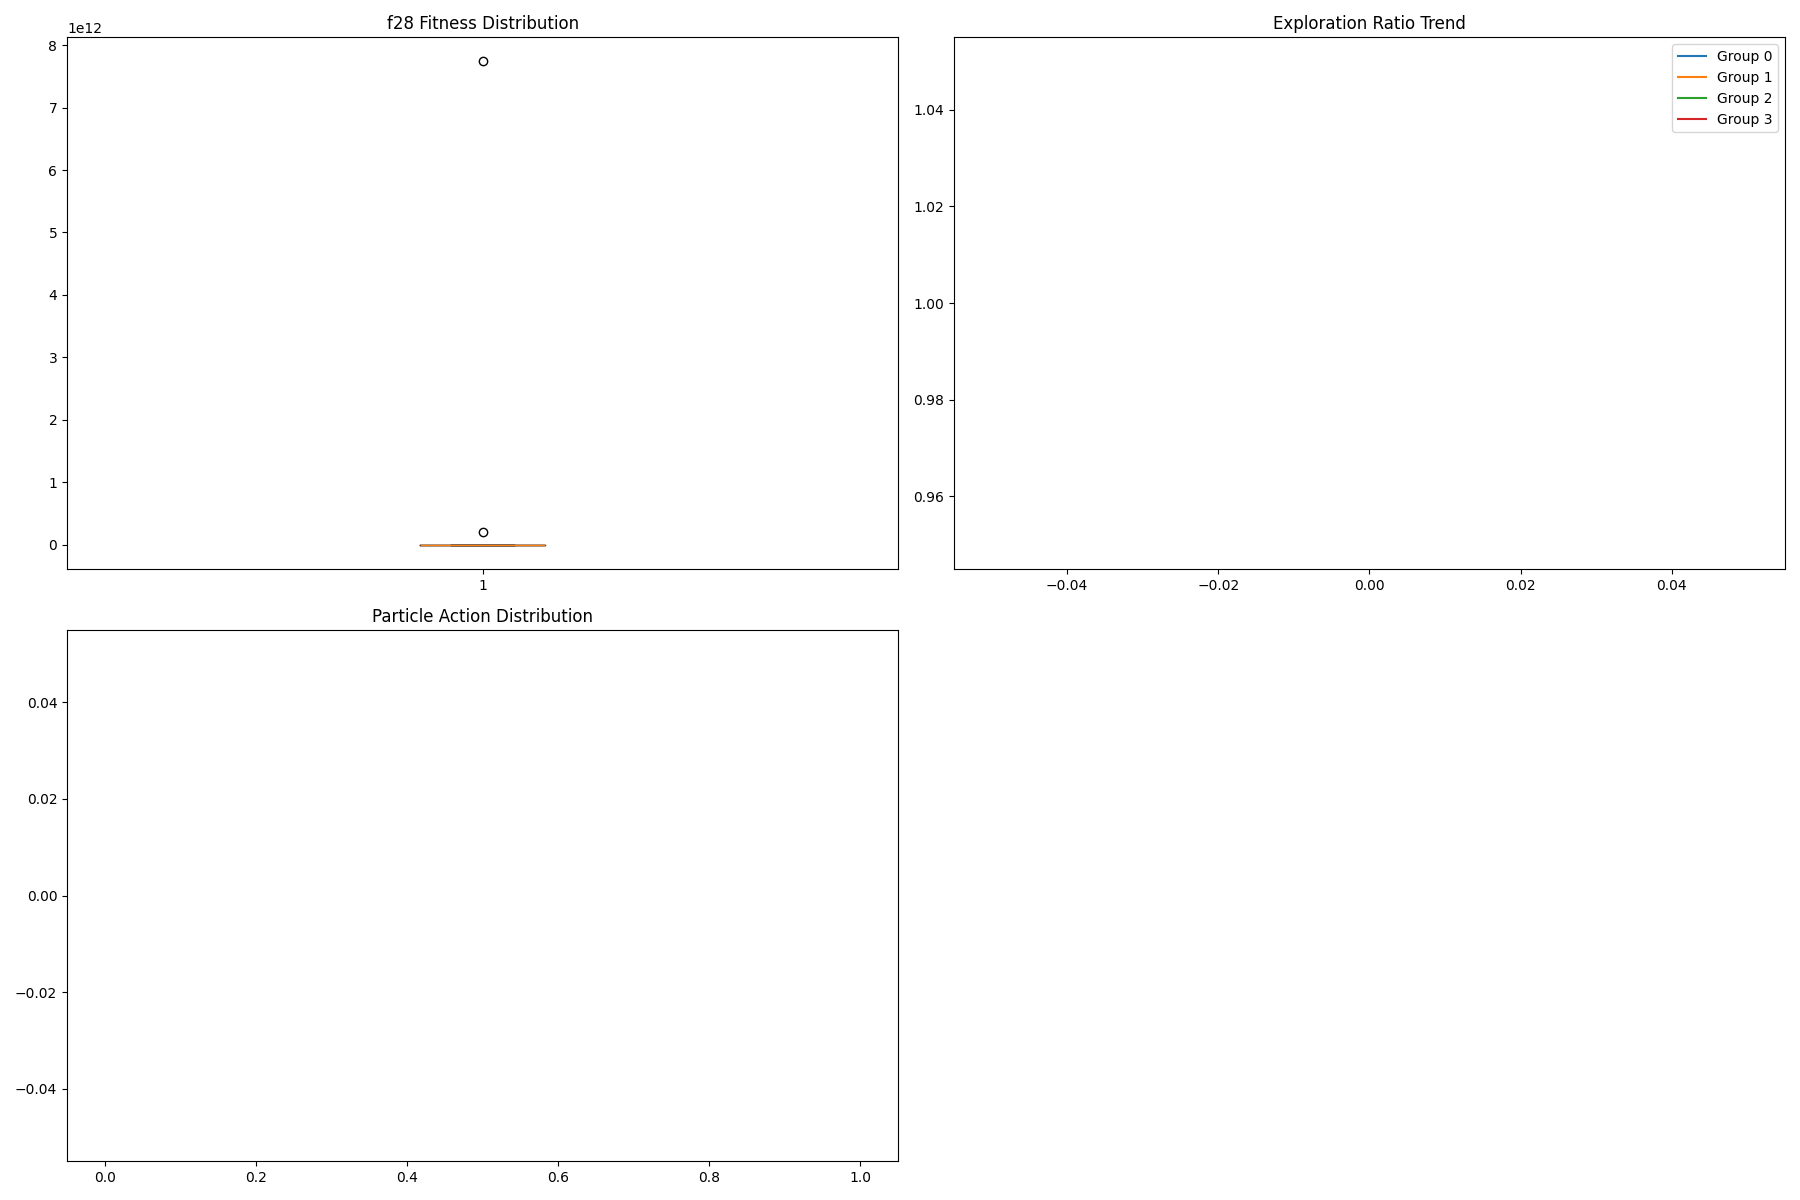 f28 Fitness Distribution
1e12
8
7
6
5
4
3
2
1
0
1
Exploration Ratio Trend
Group 0
Group 1
Group 2
Group 3
1.04
1.02
1.00
0.98
0.96
−0.04 −0.02 0.00 0.02 0.04
Particle Action Distribution
0.04
0.02
0.00
−0.02
−0.04
0.0 0.2 0.4 0.6 0.8 1.0